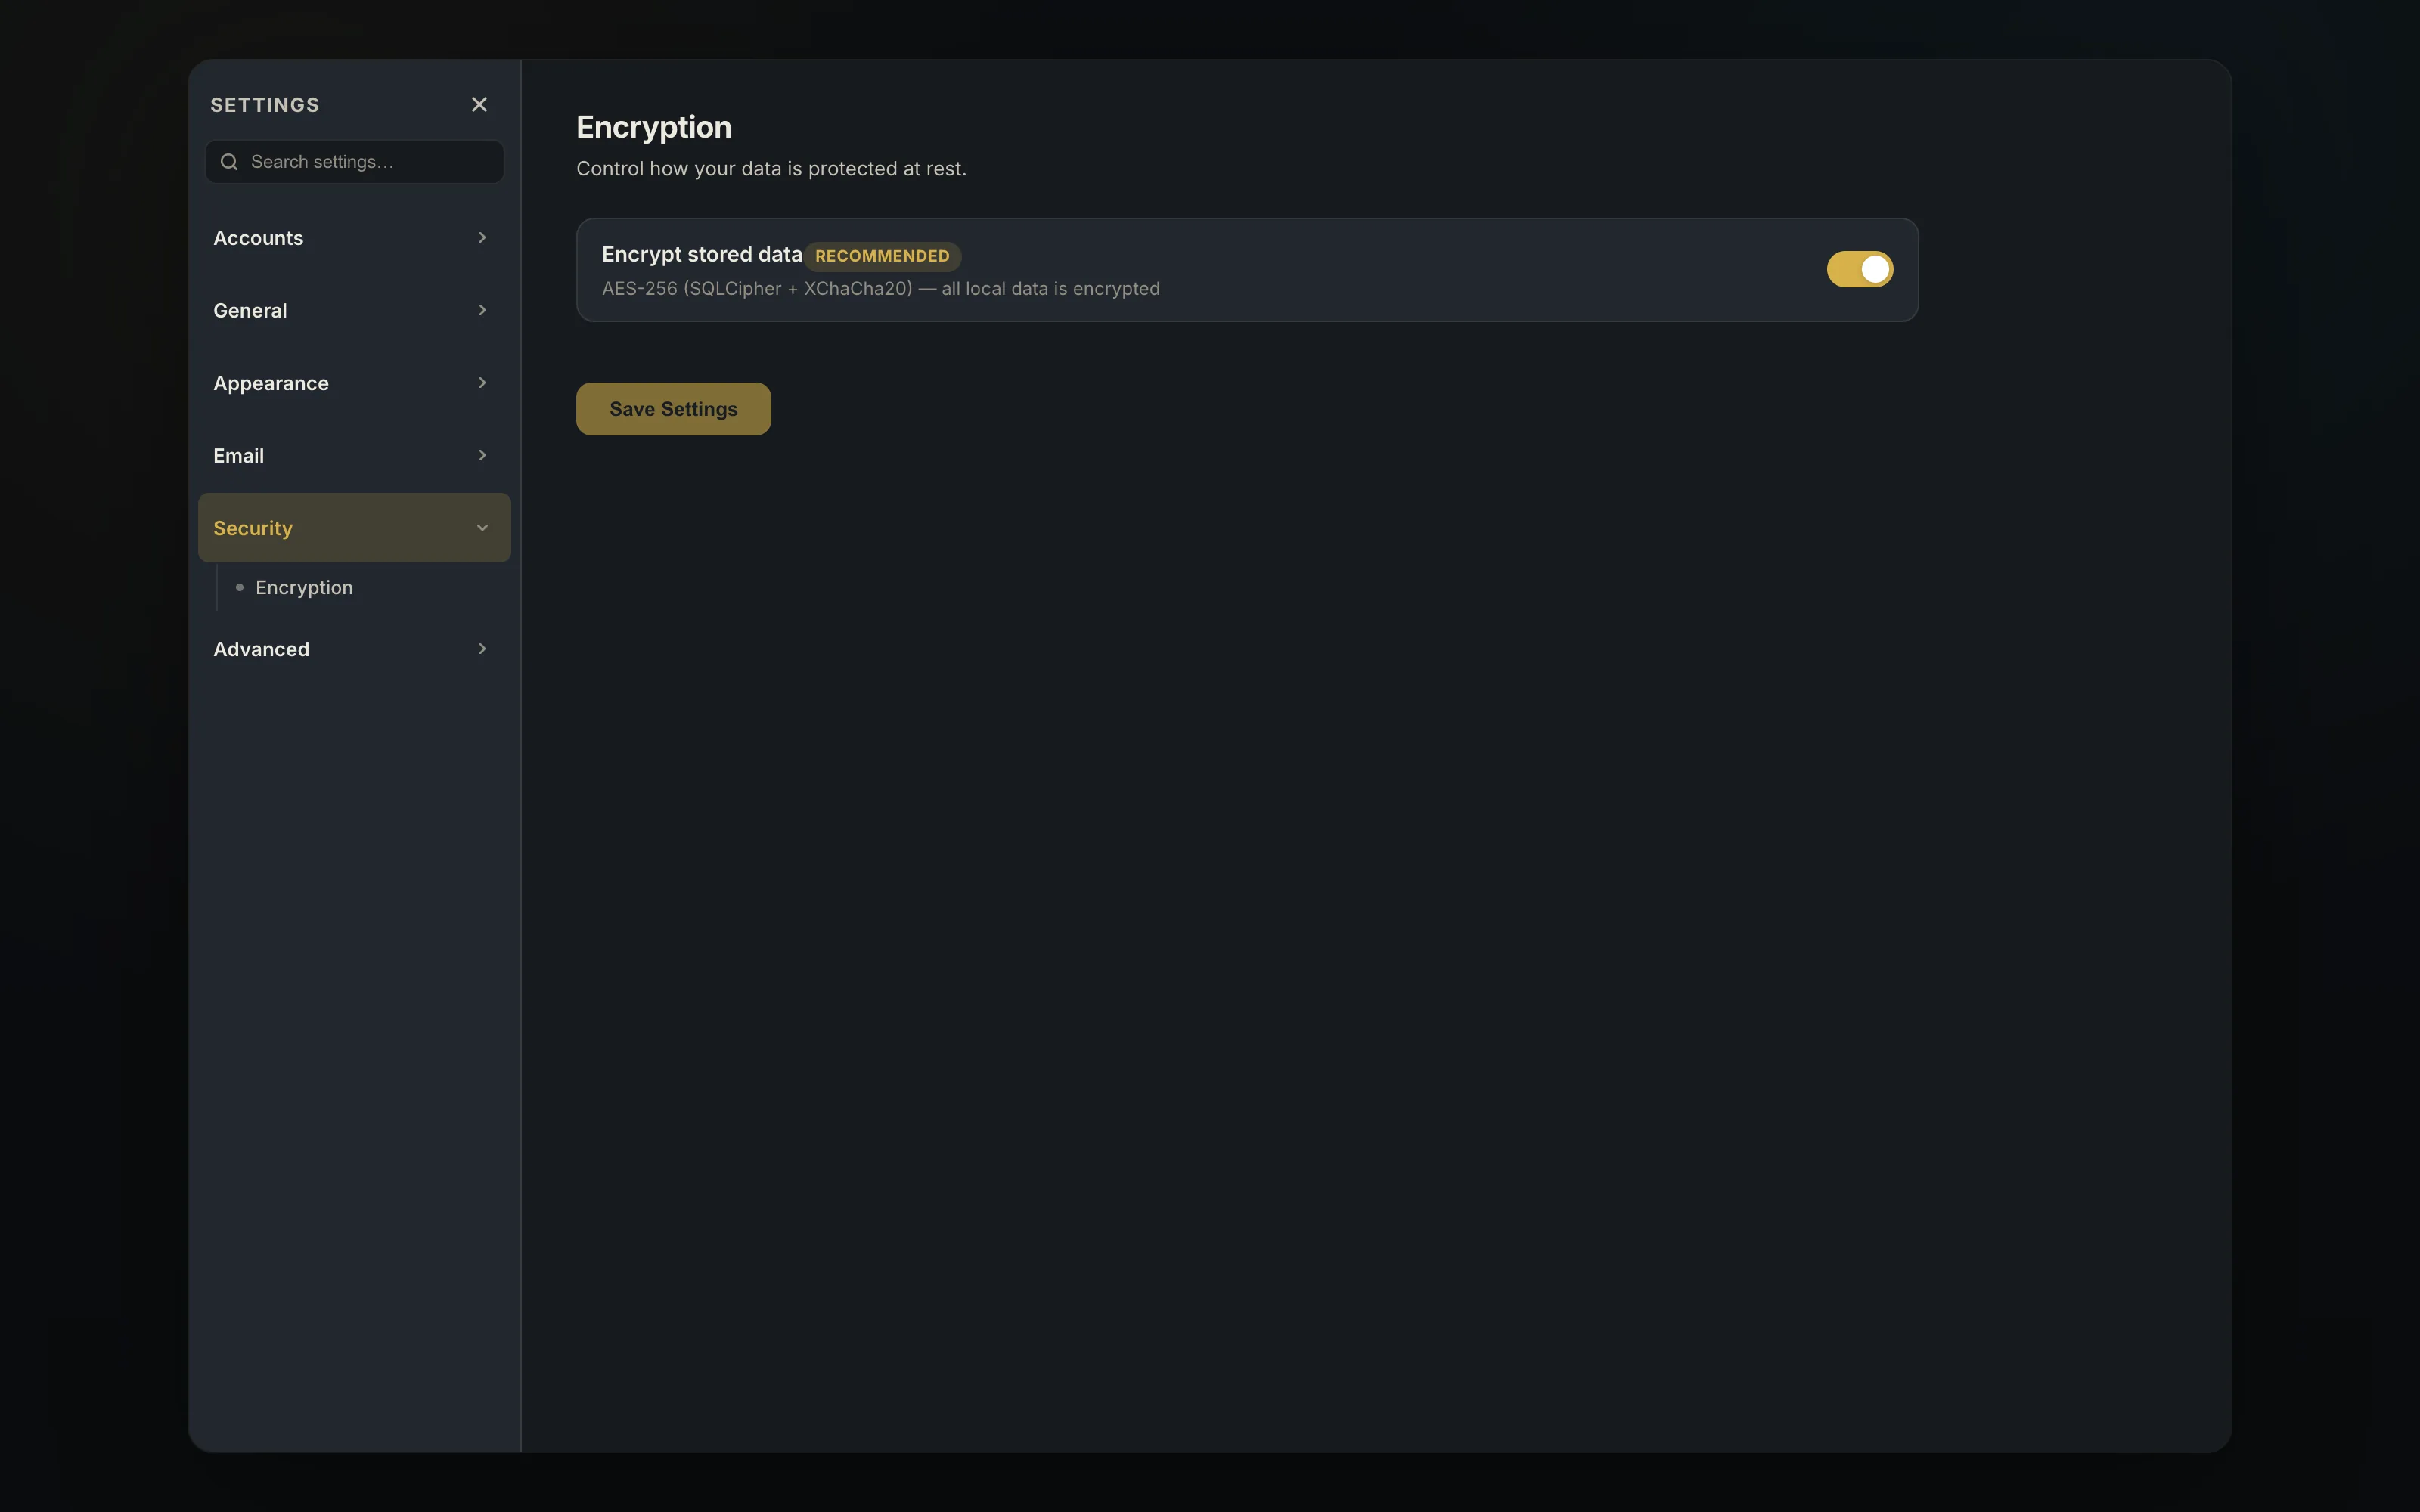 SETTINGS
Search settings...
Accounts
General
Appearance
Email
Security
Encryption
Advanced
Encryption
Control how your data is protected at rest.
Encrypt stored data RECOMMENDED
AES-256 (SQLCipher + XChaCha20) — all local data is encrypted
Save Settings